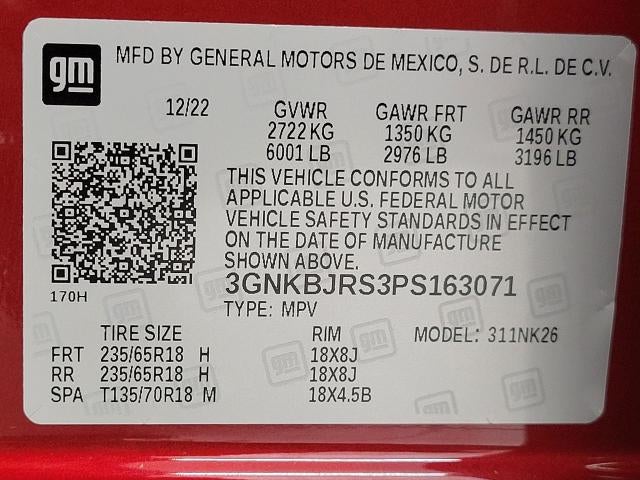 gm MFD BY GENERAL MOTORS DE MEXICO, S. DE R.L. DE C.V.
12/22 GVWR GAWR FRT GAWR RR
2722 KG 1350 KG 1450 KG
6001 LB 2976 LB 3196 LB
THIS VEHICLE CONFORMS TO ALL
APPLICABLE U.S. FEDERAL MOTOR
VEHICLE SAFETY STANDARDS IN EFFECT
ON THE DATE OF MANUFACTURE
SHOWN ABOVE.
3GNKBJRS3PS163071
170H
TYPE: MPV
TIRE SIZE RIM MODEL: 311NK26
FRT 235/65R18 H 18X8J
RR 235/65R18 H 18X8J
SPA T135/70R18 M 18X4.5B